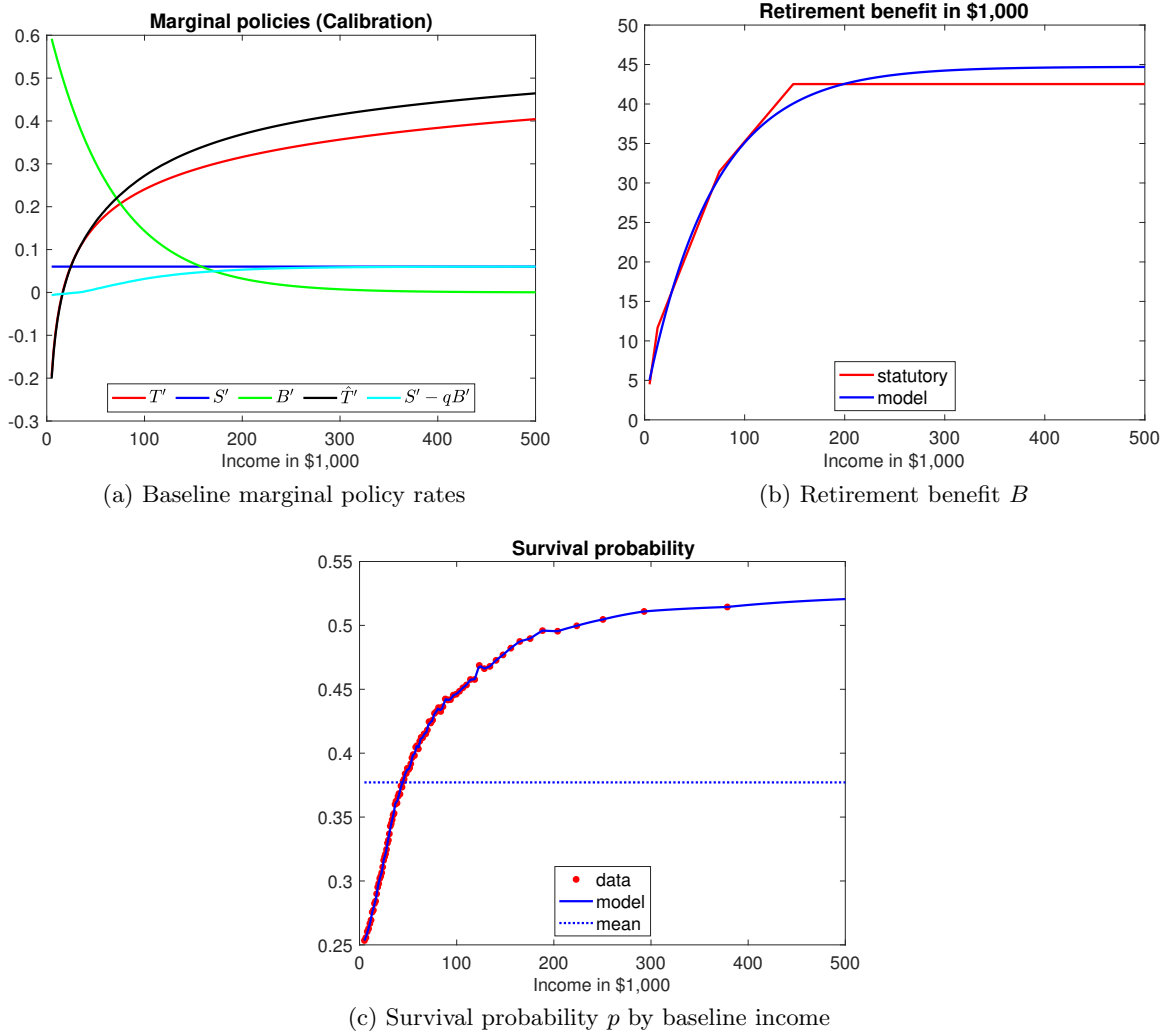 Marginal policies (Calibration)
0.6
0.5
0.4
0.3
0.2
0.1
0
-0.1
-0.2
-0.3
0 100 200 300 400 500
Income in $1,000
T′ S′ B′ T̂′ S′ − qB′
(a) Baseline marginal policy rates
Retirement benefit in $1,000
50
45
40
35
30
25
20
15
10
5
0
0 100 200 300 400 500
Income in $1,000
statutory
model
(b) Retirement benefit B
Survival probability
0.55
0.5
0.45
0.4
0.35
0.3
0.25
0 100 200 300 400 500
Income in $1,000
data
model
mean
(c) Survival probability p by baseline income